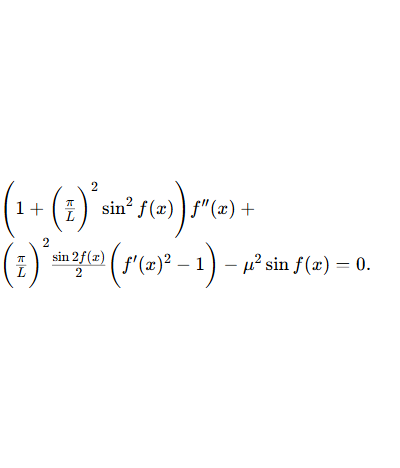 (1 + (π/L)² sin² f(x)) f″(x) +
(π/L)² sin 2f(x)/2 (f′(x)² − 1) − μ² sin f(x) = 0.